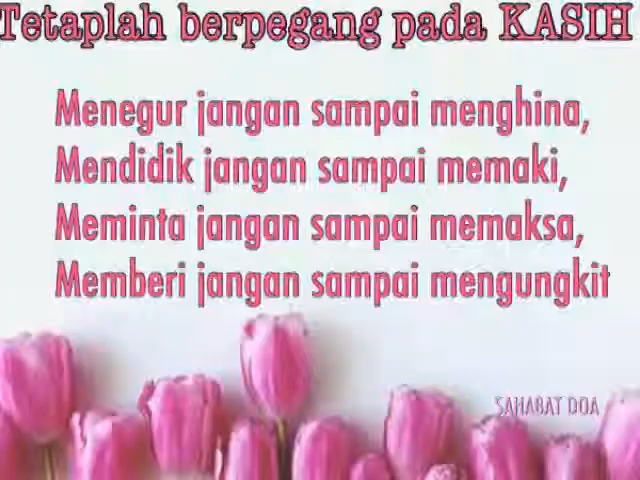 Tetaplah berpegang pada KASIH
Menegur jangan sampai menghina,
Mendidik jangan sampai memaki,
Meminta jangan sampai memaksa,
Memberi jangan sampai mengungkit
SAHABAT DOA